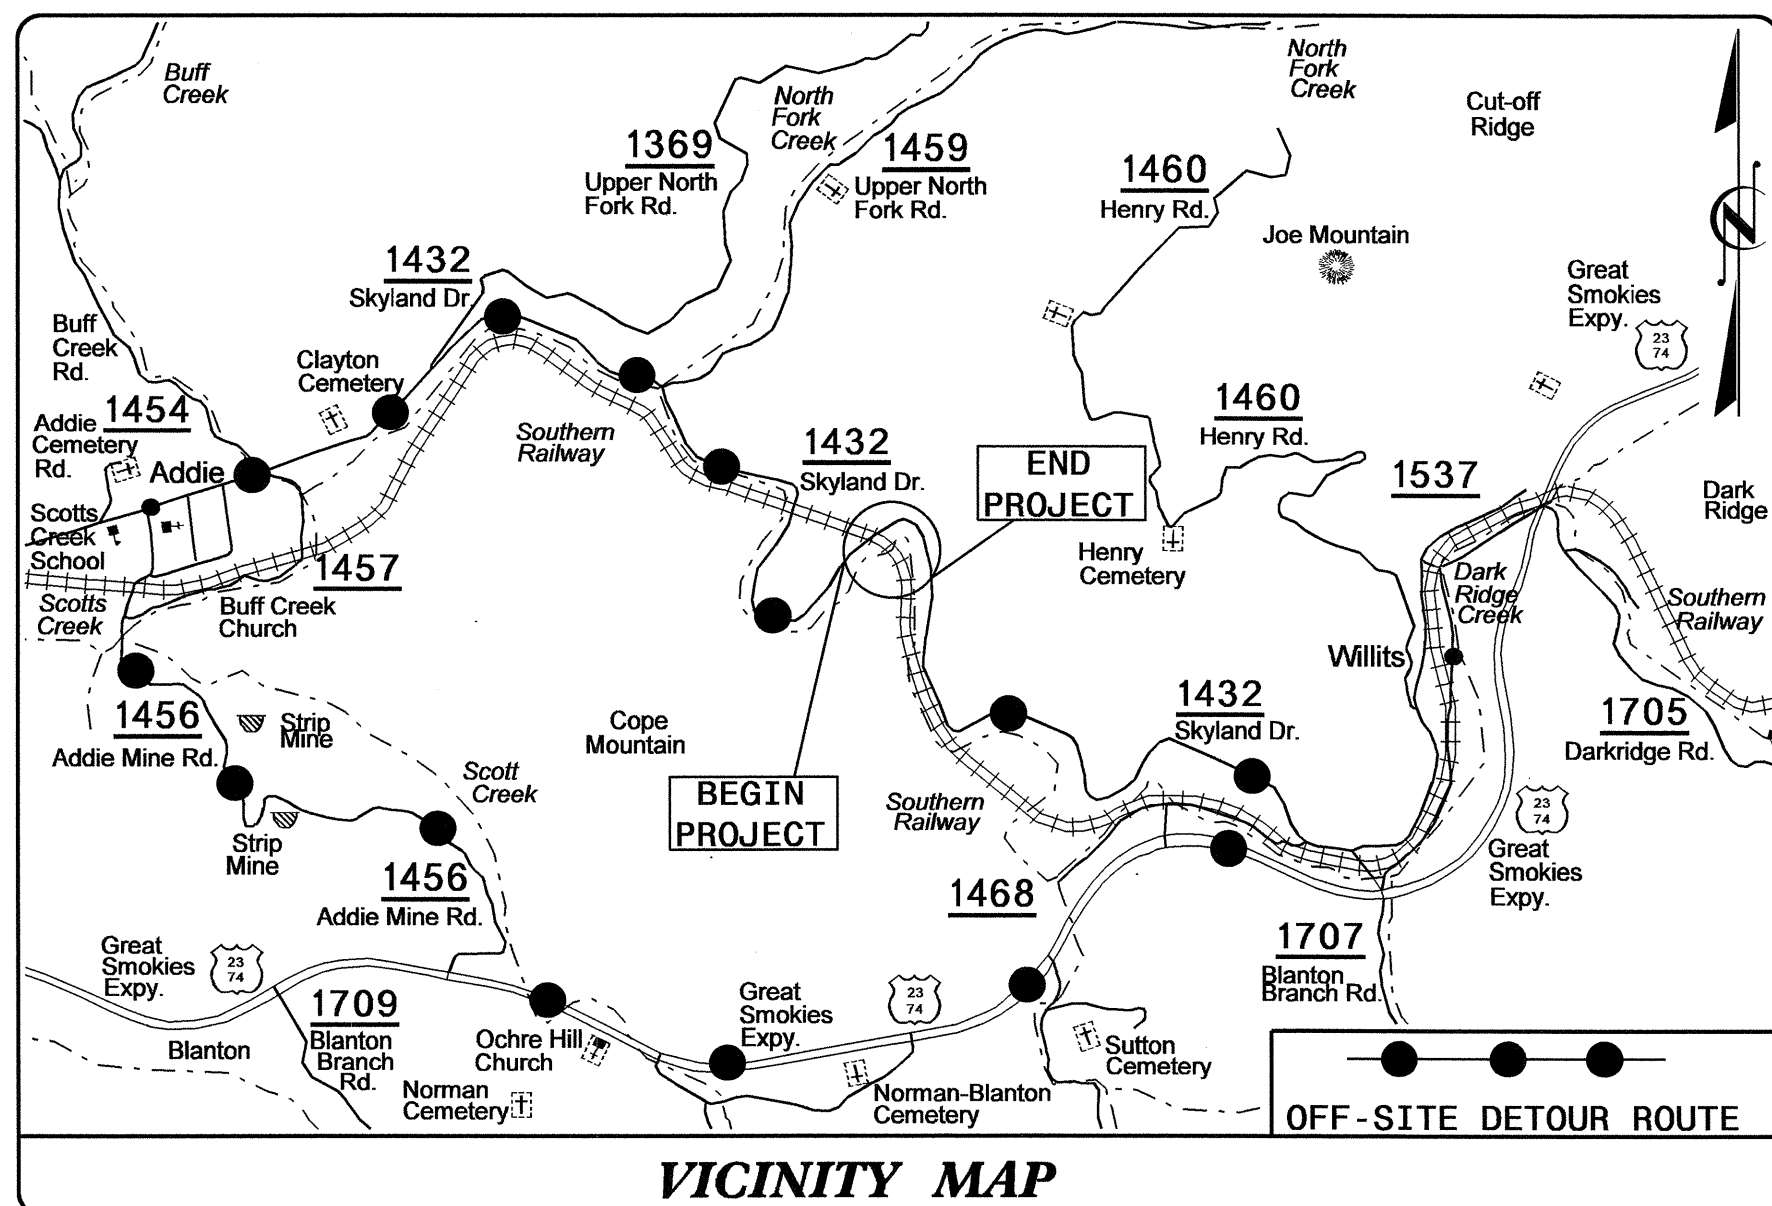 Buff
Creek
North
Fork
Creek
North
Fork
Creek
Cut-off
Ridge
1369
Upper North
Fork Rd.
1459
Upper North
Fork Rd.
1460
Henry Rd.
N
Joe Mountain
1432
Skyland Dr.
Great
Smokies
Expy.
23
74
Buff
Creek
Rd.
Clayton
Cemetery
1454
Addie
Cemetery
Rd.
Addie
Southern
Railway
1432
Skyland Dr.
END
PROJECT
1460
Henry Rd.
1537
Dark
Ridge
Scotts
Creek
School
1457
Henry
Cemetery
Dark
Ridge
Creek
Southern
Railway
Scotts
Creek
Buff Creek
Church
Willits
1456
Addie Mine Rd.
Strip
Mine
Cope
Mountain
1432
Skyland Dr.
1705
Darkridge Rd.
Scott
Creek
BEGIN
PROJECT
Southern
Railway
23
74
Great
Smokies
Expy.
Strip
Mine
1456
Addie Mine Rd.
1468
1707
Blanton
Branch Rd.
Great
Smokies
Expy.
23
74
1709
Blanton
Branch
Rd.
Blanton
Ochre Hill
Church
Great
Smokies
Expy.
23
74
Norman
Cemetery
Norman-Blanton
Cemetery
Sutton
Cemetery
OFF-SITE DETOUR ROUTE
VICINITY MAP